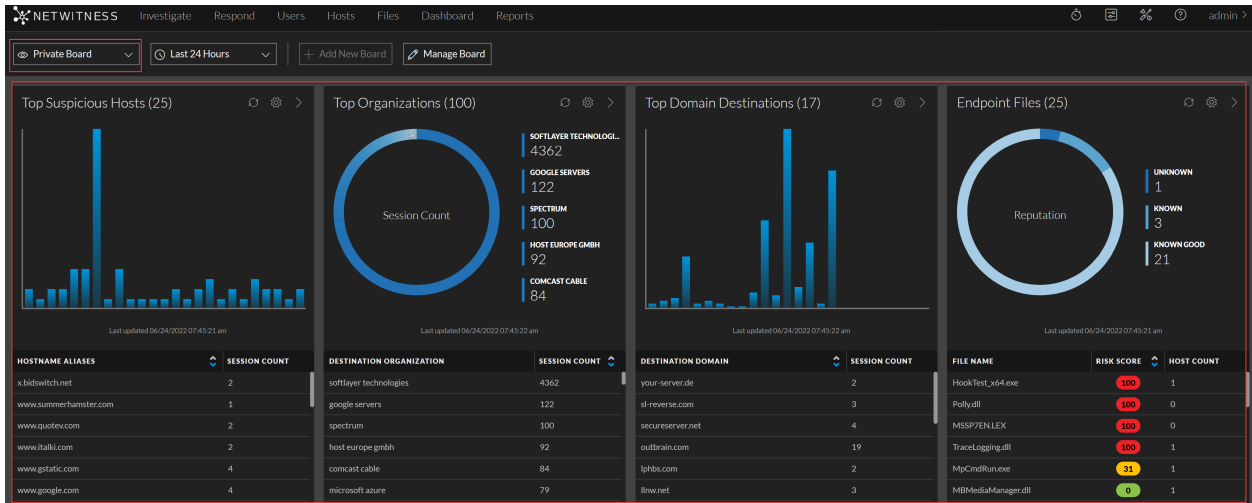 NETWITNESS Investigate Respond Users Hosts Files Dashboard Reports admin >
Private Board Last 24 Hours + Add New Board Manage Board
Top Suspicious Hosts (25)
Last updated 06/24/2022 07:45:21 am
HOSTNAME ALIASES SESSION COUNT
x.bidswitch.net 2
www.summerhamster.com 1
www.quotev.com 2
www.italki.com 2
www.gstatic.com 4
www.google.com 4
Top Organizations (100)
Session Count
SOFTLAYER TECHNOLOGI...
4362
GOOGLE SERVERS
122
SPECTRUM
100
HOST EUROPE GMBH
92
COMCAST CABLE
84
Last updated 06/24/2022 07:45:22 am
DESTINATION ORGANIZATION SESSION COUNT
softlayer technologies 4362
google servers 122
spectrum 100
host europe gmbh 92
comcast cable 84
microsoft azure 79
Top Domain Destinations (17)
Last updated 06/24/2022 07:45:22 am
DESTINATION DOMAIN SESSION COUNT
your-server.de 2
sl-reverse.com 3
secureserver.net 4
outbrain.com 19
lphbs.com 2
llnw.net 3
Endpoint Files (25)
Reputation
UNKNOWN
1
KNOWN
3
KNOWN GOOD
21
Last updated 06/24/2022 07:45:21 am
FILE NAME RISK SCORE HOST COUNT
HookTest_x64.exe 100 1
Polly.dll 100 0
MSSP7EN.LEX 100 0
TraceLogging.dll 100 1
MpCmdRun.exe 31 1
MBMediaManager.dll 0 1